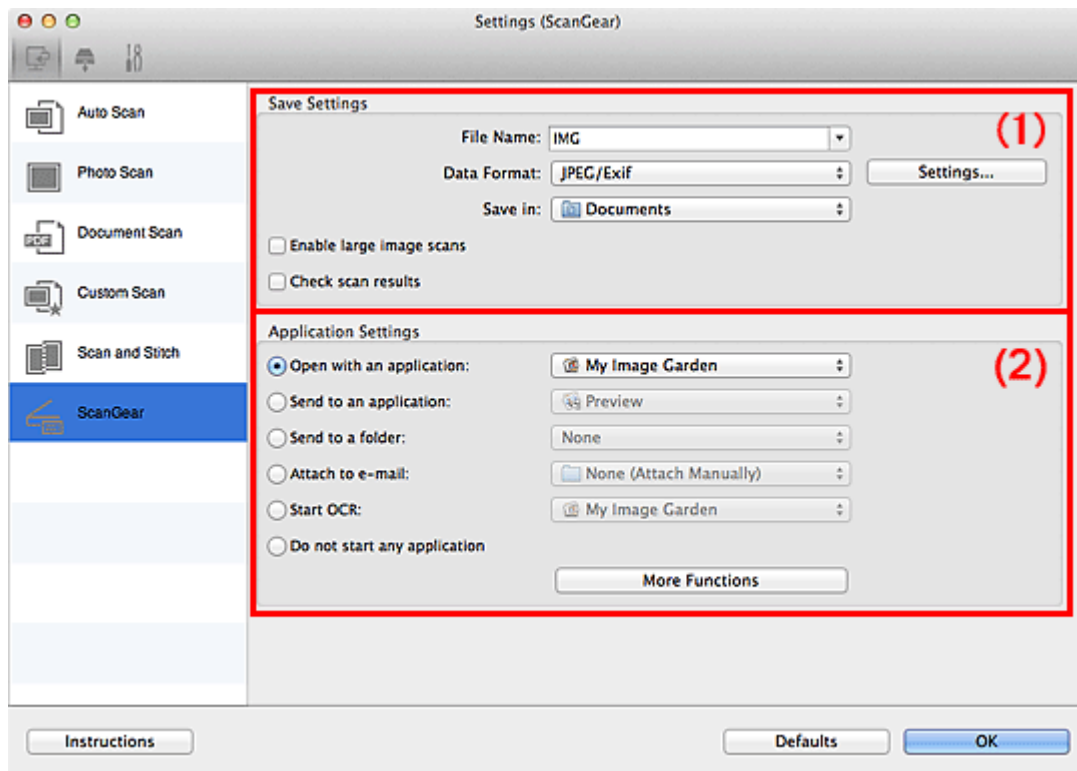 Settings (ScanGear)
Auto Scan
Photo Scan
PDF
Document Scan
Custom Scan
Scan and Stitch
ScanGear
Save Settings
(1)
File Name: IMG
Data Format: JPEG/Exif Settings...
Save in: Documents
Enable large image scans
Check scan results
Application Settings
(2)
Open with an application: My Image Garden
Send to an application: Preview
Send to a folder: None
Attach to e-mail: None (Attach Manually)
Start OCR: My Image Garden
Do not start any application
More Functions
Instructions Defaults OK